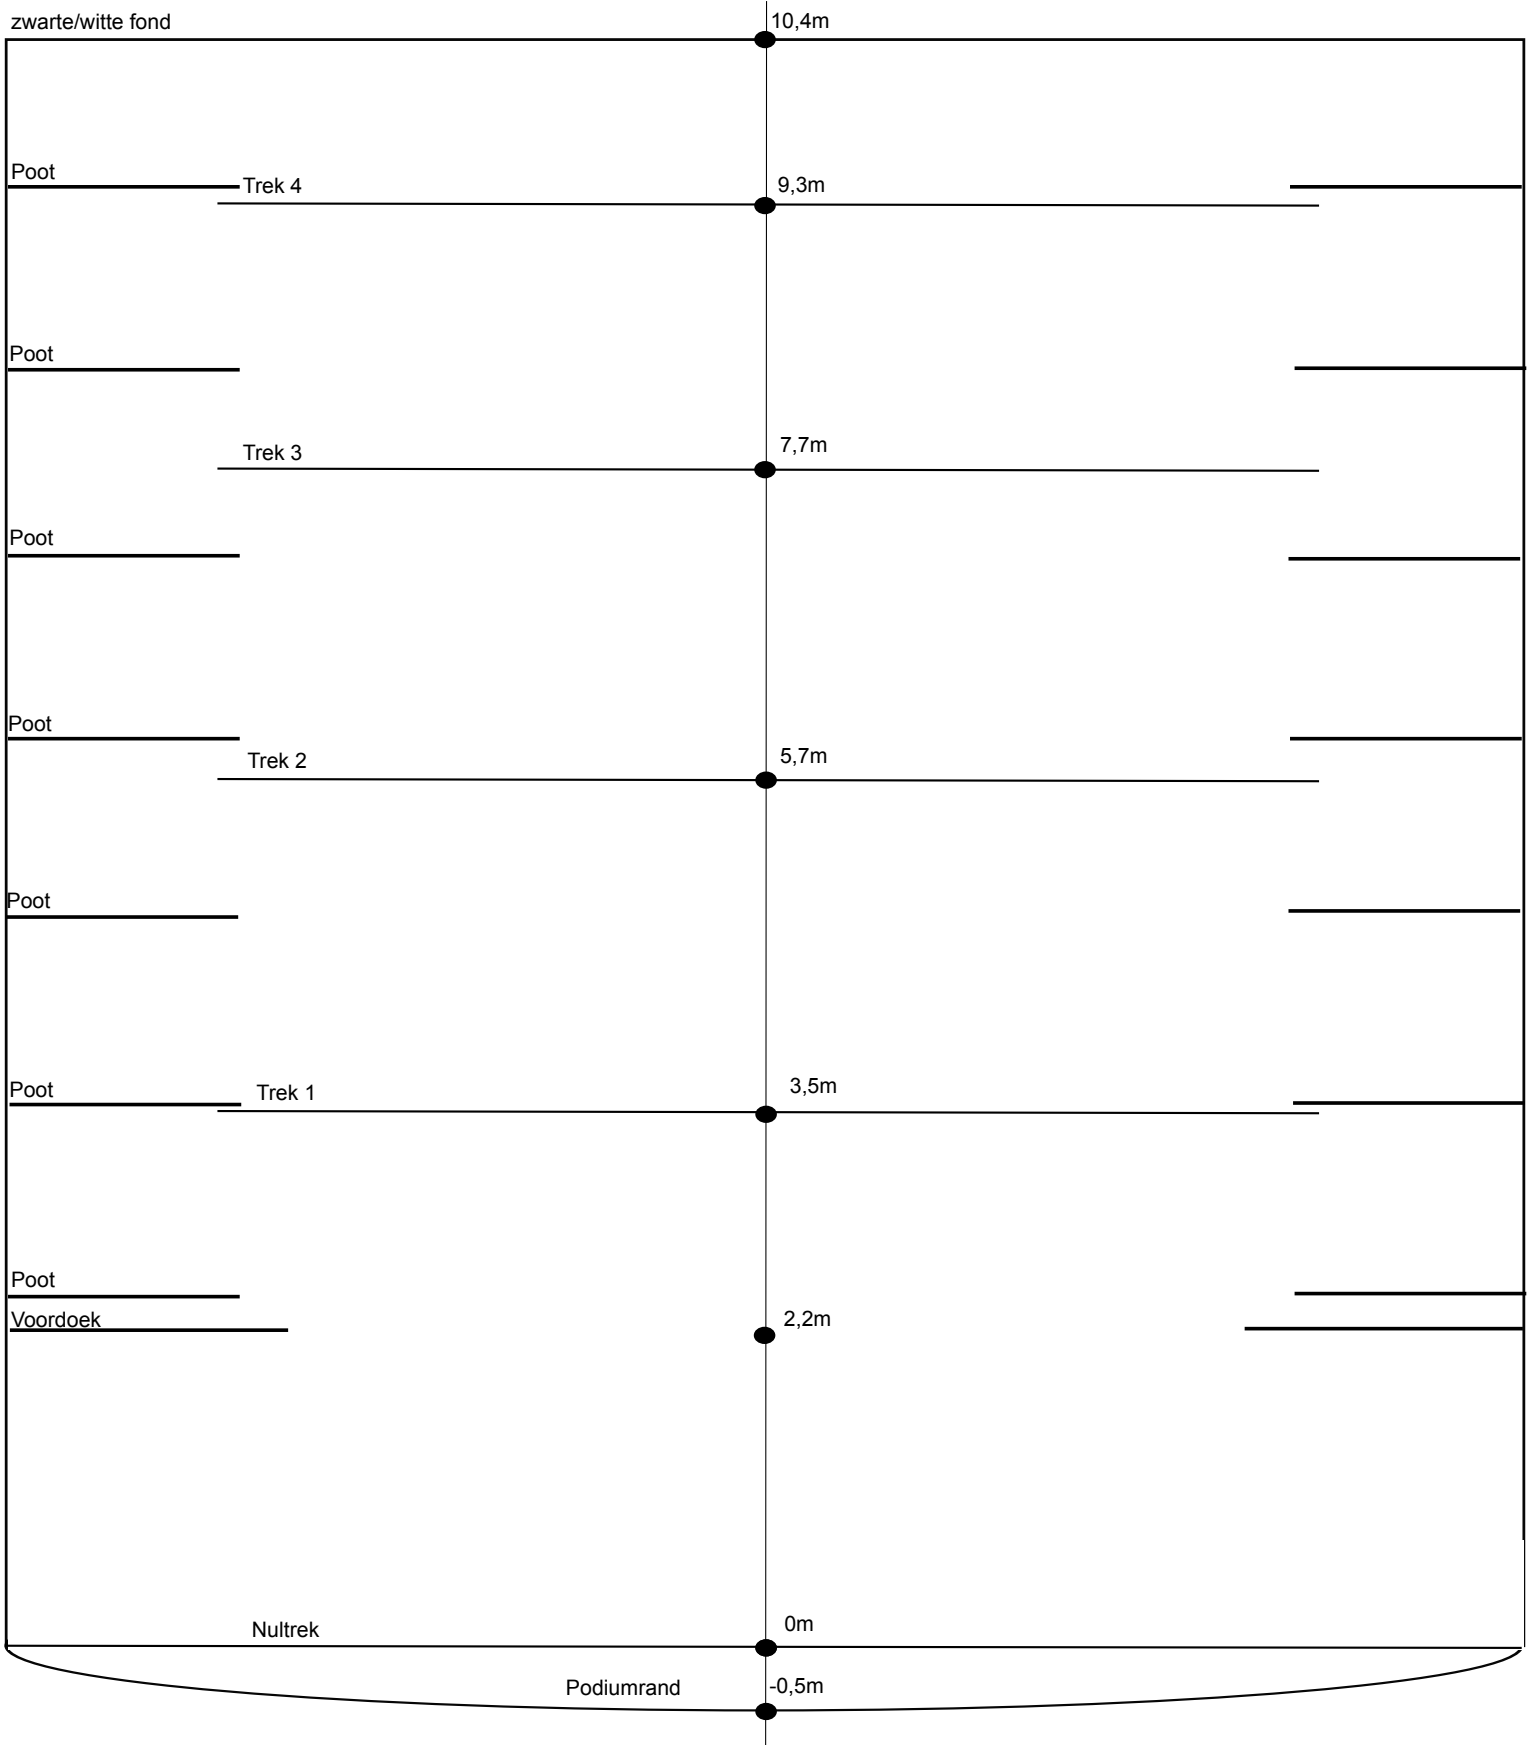 zwarte/witte fond
10,4m
Poot
Trek 4
9,3m
Poot
Trek 3
7,7m
Poot
Poot
Trek 2
5,7m
Poot
Poot
Trek 1
3,5m
Poot
Voordoek
2,2m
Nultrek
0m
Podiumrand
-0,5m